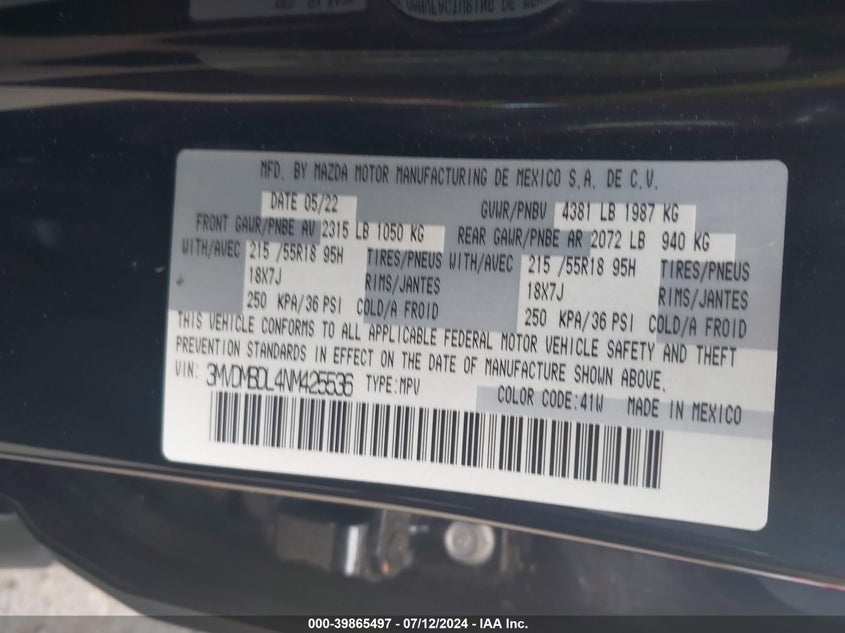 MFD. BY MAZDA MOTOR MANUFACTURING DE MEXICO S.A. DE C.V.
DATE 05/22 GVWR/PNBV 4381 LB 1987 KG
FRONT GAWR/PNBE AV 2315 LB 1050 KG REAR GAWR/PNBE AR 2072 LB 940 KG
WITH/AVEC 215 /55R18 95H TIRES/PNEUS WITH/AVEC 215 /55R18 95H TIRES/PNEUS
18X7J RIMS/JANTES 18X7J RIMS/JANTES
250 KPA/36 PSI COLD/A FROID 250 KPA/36 PSI COLD/A FROID
THIS VEHICLE CONFORMS TO ALL APPLICABLE FEDERAL MOTOR VEHICLE SAFETY AND THEFT
PREVENTION STANDARDS IN EFFECT ON THE DATE OF MANUFACTURE SHOWN ABOVE.
VIN: 3MVDMBDL4NM425536 TYPE:MPV COLOR CODE:41W MADE IN MEXICO
000-39865497 - 07/12/2024 - IAA Inc.